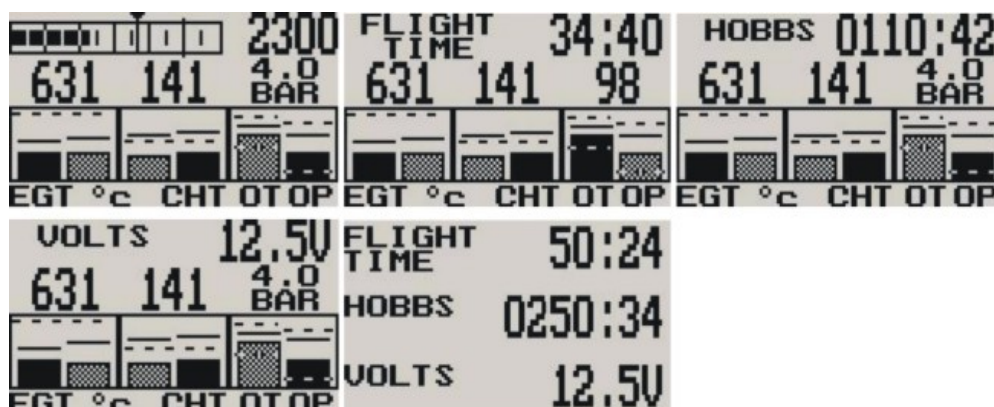 2300
631 141 4.0 BAR
EGT °c CHT OT OP
FLIGHT TIME 34:40
631 141 98
EGT °c CHT OT OP
HOBBS 0110:42
631 141 4.0 BAR
EGT °c CHT OT OP
VOLTS 12.5V
631 141 4.0 BAR
EGT °c CHT OT OP
FLIGHT TIME 50:24
HOBBS 0250:34
VOLTS 12.5V